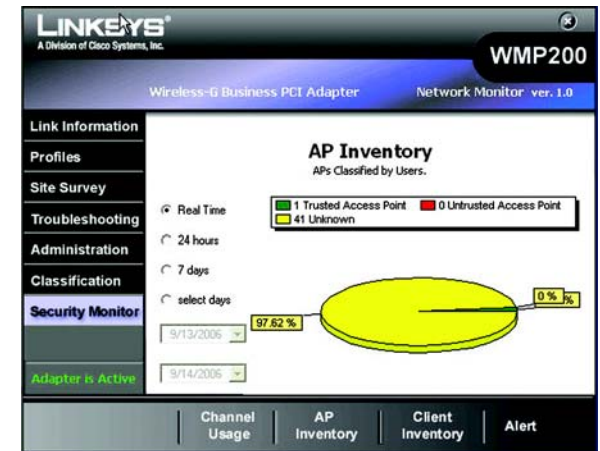 LINKSYS®
A Division of Cisco Systems, Inc.
WMP200
Wireless-G Business PCI Adapter
Network Monitor ver. 1.0
Link Information
Profiles
Site Survey
Troubleshooting
Administration
Classification
Security Monitor
Adapter is Active
AP Inventory
APs Classified by Users.
Real Time
24 hours
7 days
select days
9/13/2006
9/14/2006
1 Trusted Access Point
0 Untrusted Access Point
41 Unknown
97.62 %
0 %
%
Channel Usage
AP Inventory
Client Inventory
Alert